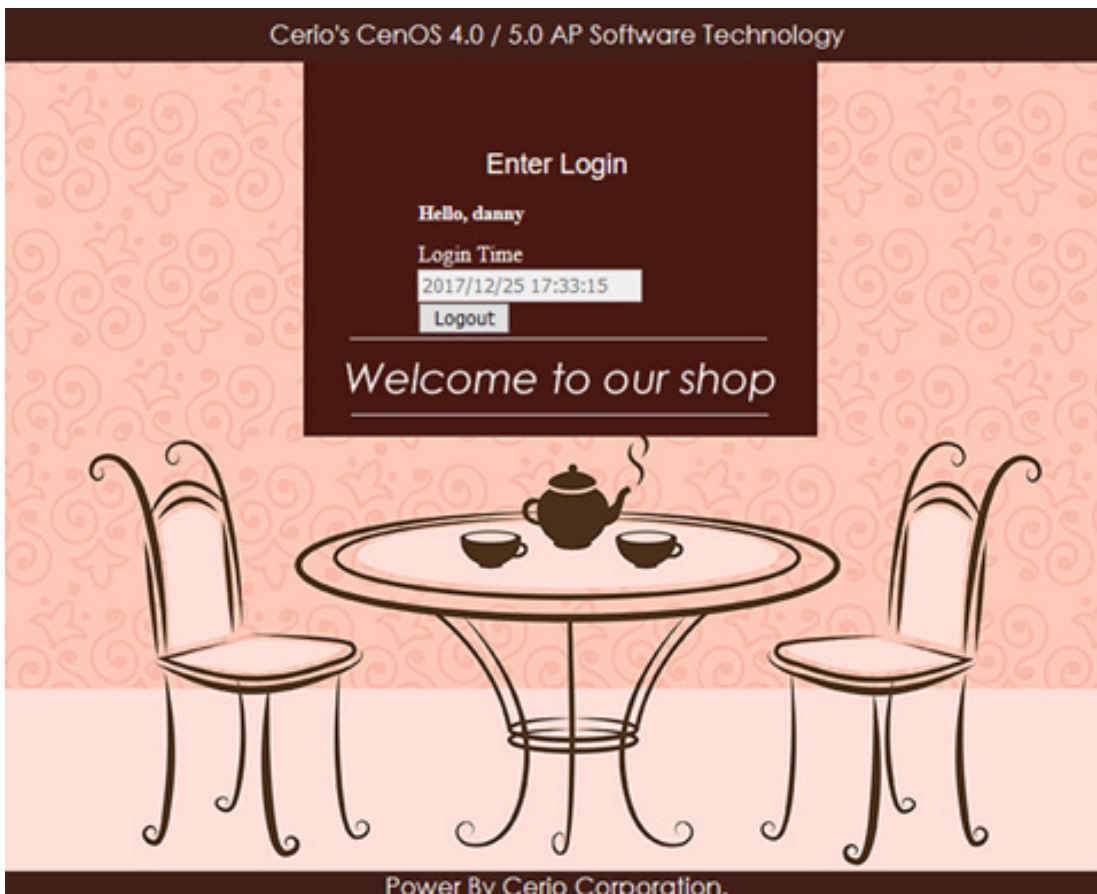 Cerio's CenOS 4.0 / 5.0 AP Software Technology
Enter Login
Hello, danny
Login Time
2017/12/25 17:33:15
Logout
Welcome to our shop
Power By Cerio Corporation.